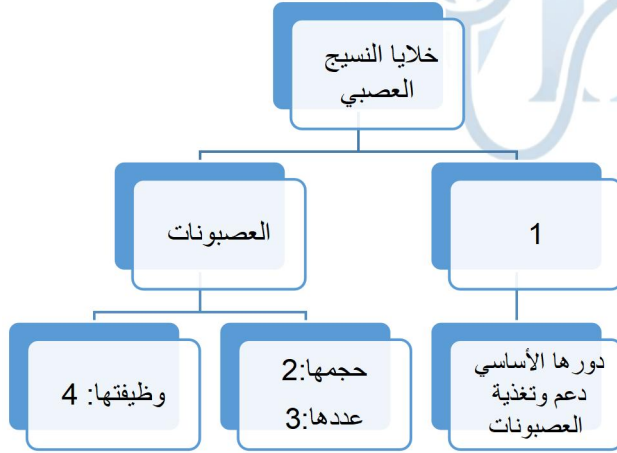 خلايا النسيج
العصبي
1
العصبونات
دورها الأساسي
دعم وتغذية
العصبونات
حجمها:2
عددها:3
وظيفتها: 4